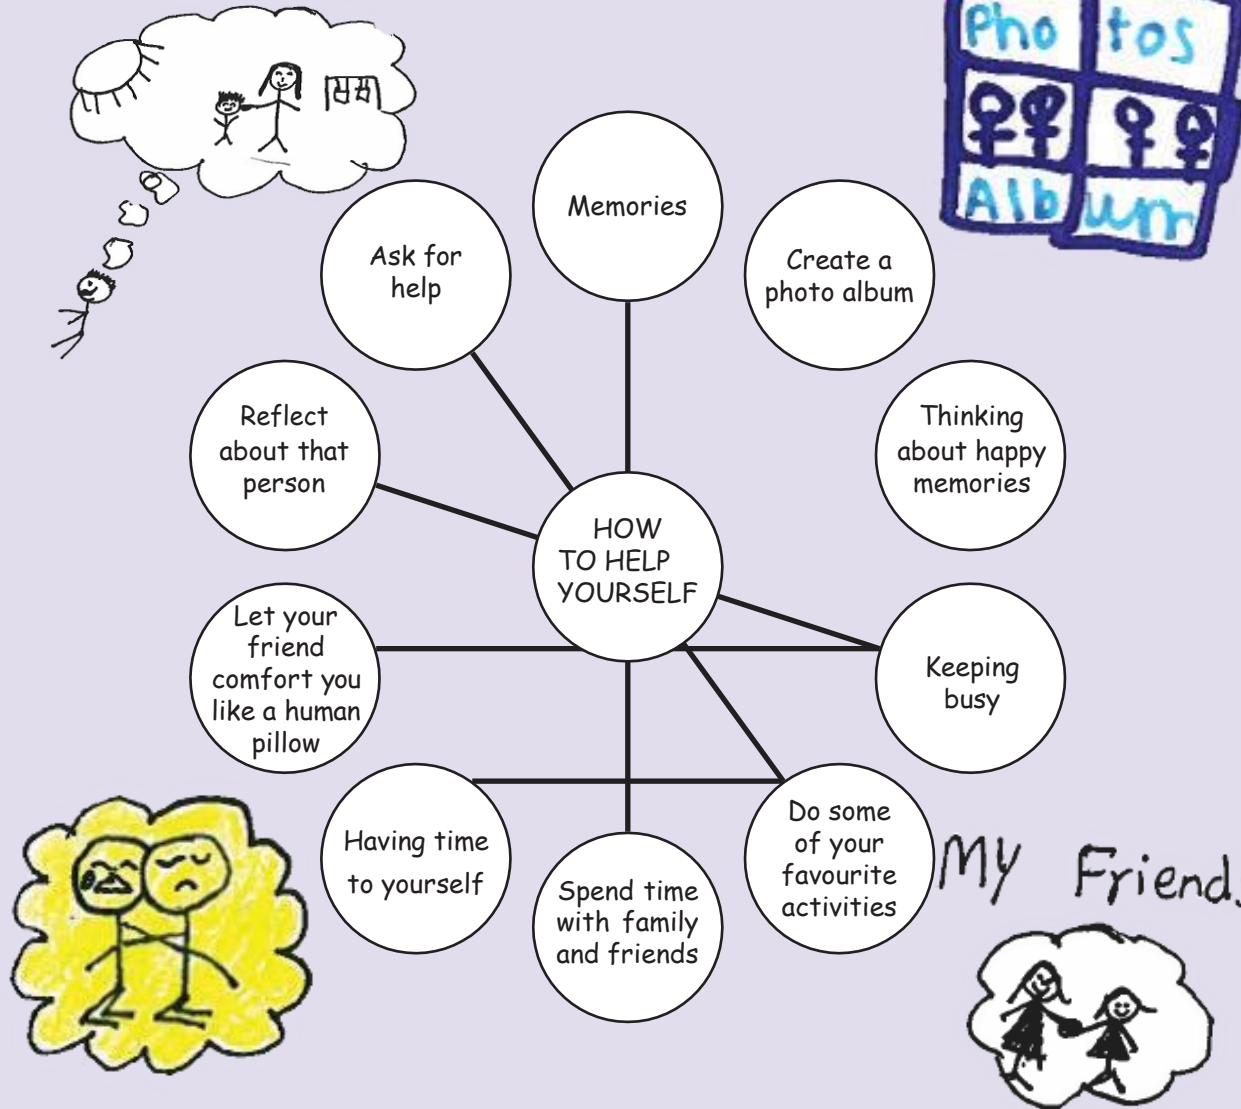 Pho tos
Alb um
Memories
Ask for
help
Create a
photo album
Reflect
about that
person
Thinking
about happy
memories
HOW
TO HELP
YOURSELF
Let your
friend
comfort you
like a human
pillow
Keeping
busy
Having time
to yourself
Spend time
with family
and friends
Do some
of your
favourite
activities
My Friend.